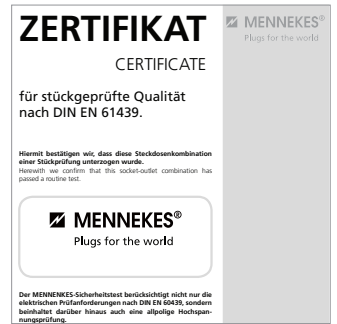 ZERTIFIKAT
MENNEKES®
Plugs for the world
CERTIFICATE
für stückgeprüfte Qualität
nach DIN EN 61439.
Hiermit bestätigen wir, dass diese Steckdosenkombination
einer Stückprüfung unterzogen wurde.
Herewith we confirm that this socket-outlet combination has
passed a routine test.
MENNEKES®
Plugs for the world
Der MENNENKES-Sicherheitstest berücksichtigt nicht nur die
elektrischen Prüfanforderungen nach DIN EN 60439, sondern
beinhaltet darüber hinaus auch eine allpolige Hochspan-
nungsprüfung.